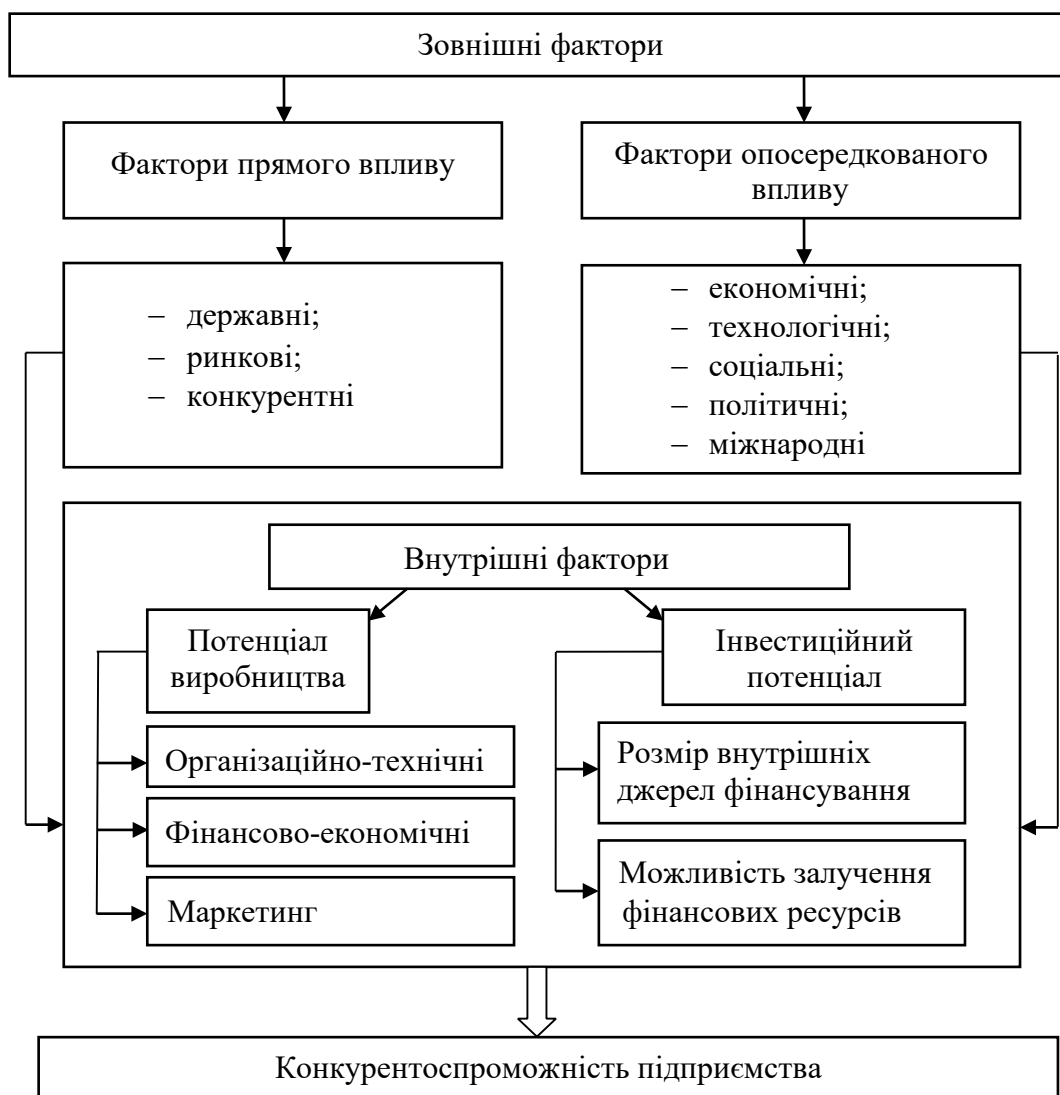 Зовнішні фактори
Фактори прямого впливу
Фактори опосередкованого
впливу
– державні;
– ринкові;
– конкурентні
– економічні;
– технологічні;
– соціальні;
– політичні;
– міжнародні
Внутрішні фактори
Потенціал
виробництва
Організаційно-технічні
Фінансово-економічні
Маркетинг
Інвестиційний
потенціал
Розмір внутрішніх
джерел фінансування
Можливість залучення
фінансових ресурсів
Конкурентоспроможність підприємства